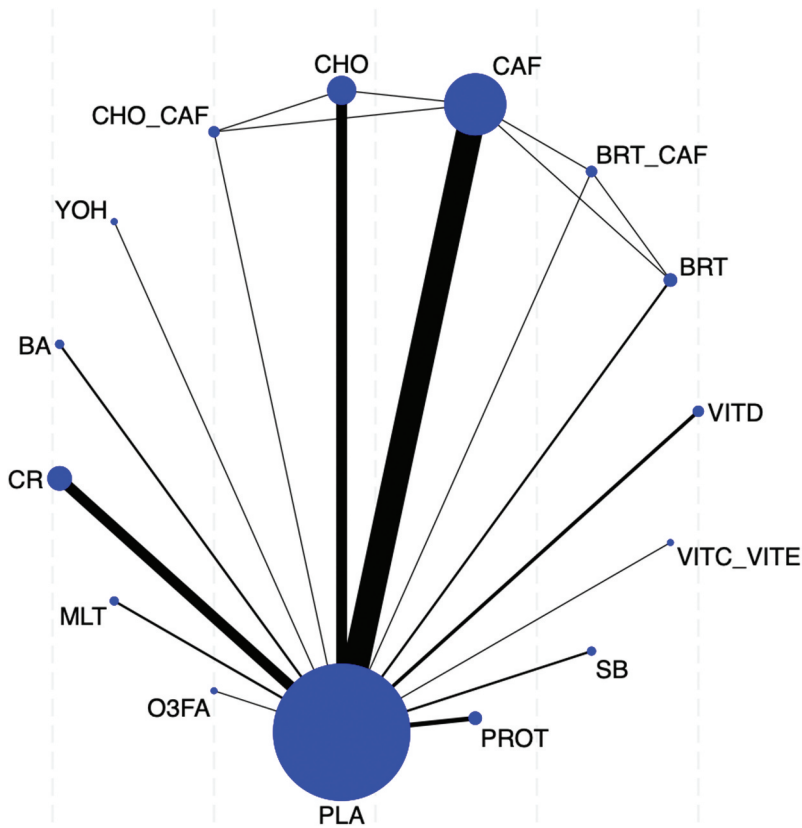 CHO
CAF
CHO_CAF
BRT_CAF
YOH
BRT
BA
VITD
CR
VITC_VITE
MLT
SB
O3FA
PROT
PLA